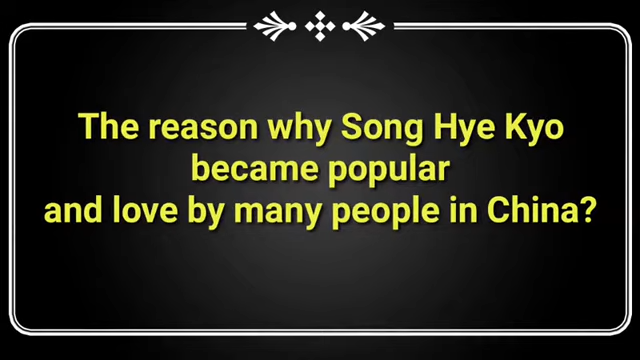 The reason why Song Hye Kyo
became popular
and love by many people in China?